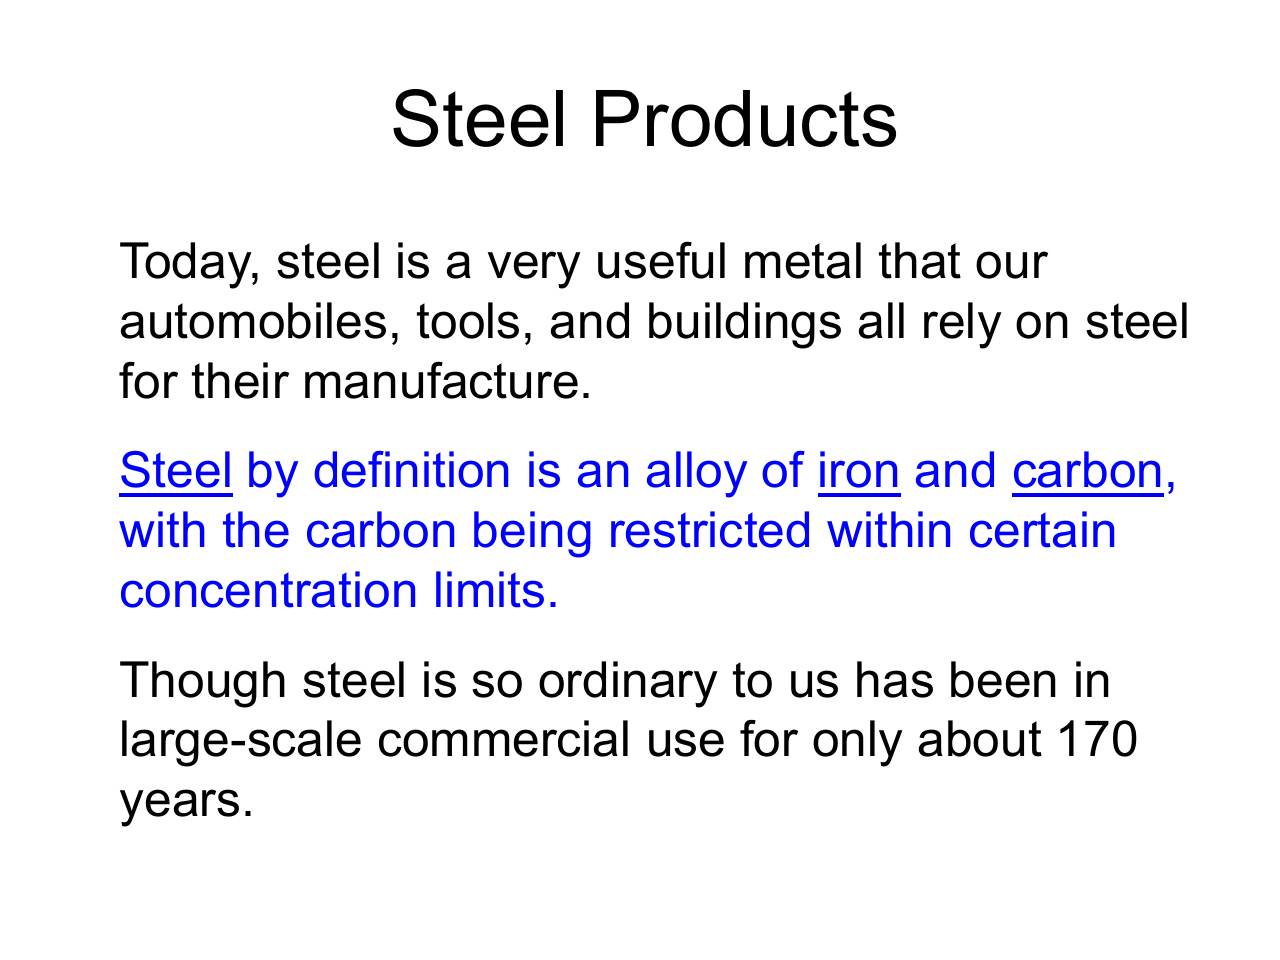 Steel Products
Today, steel is a very useful metal that our
automobiles, tools, and buildings all rely on steel
for their manufacture.
Steel by definition is an alloy of iron and carbon,
with the carbon being restricted within certain
concentration limits.
Though steel is so ordinary to us has been in
large-scale commercial use for only about 170
years.